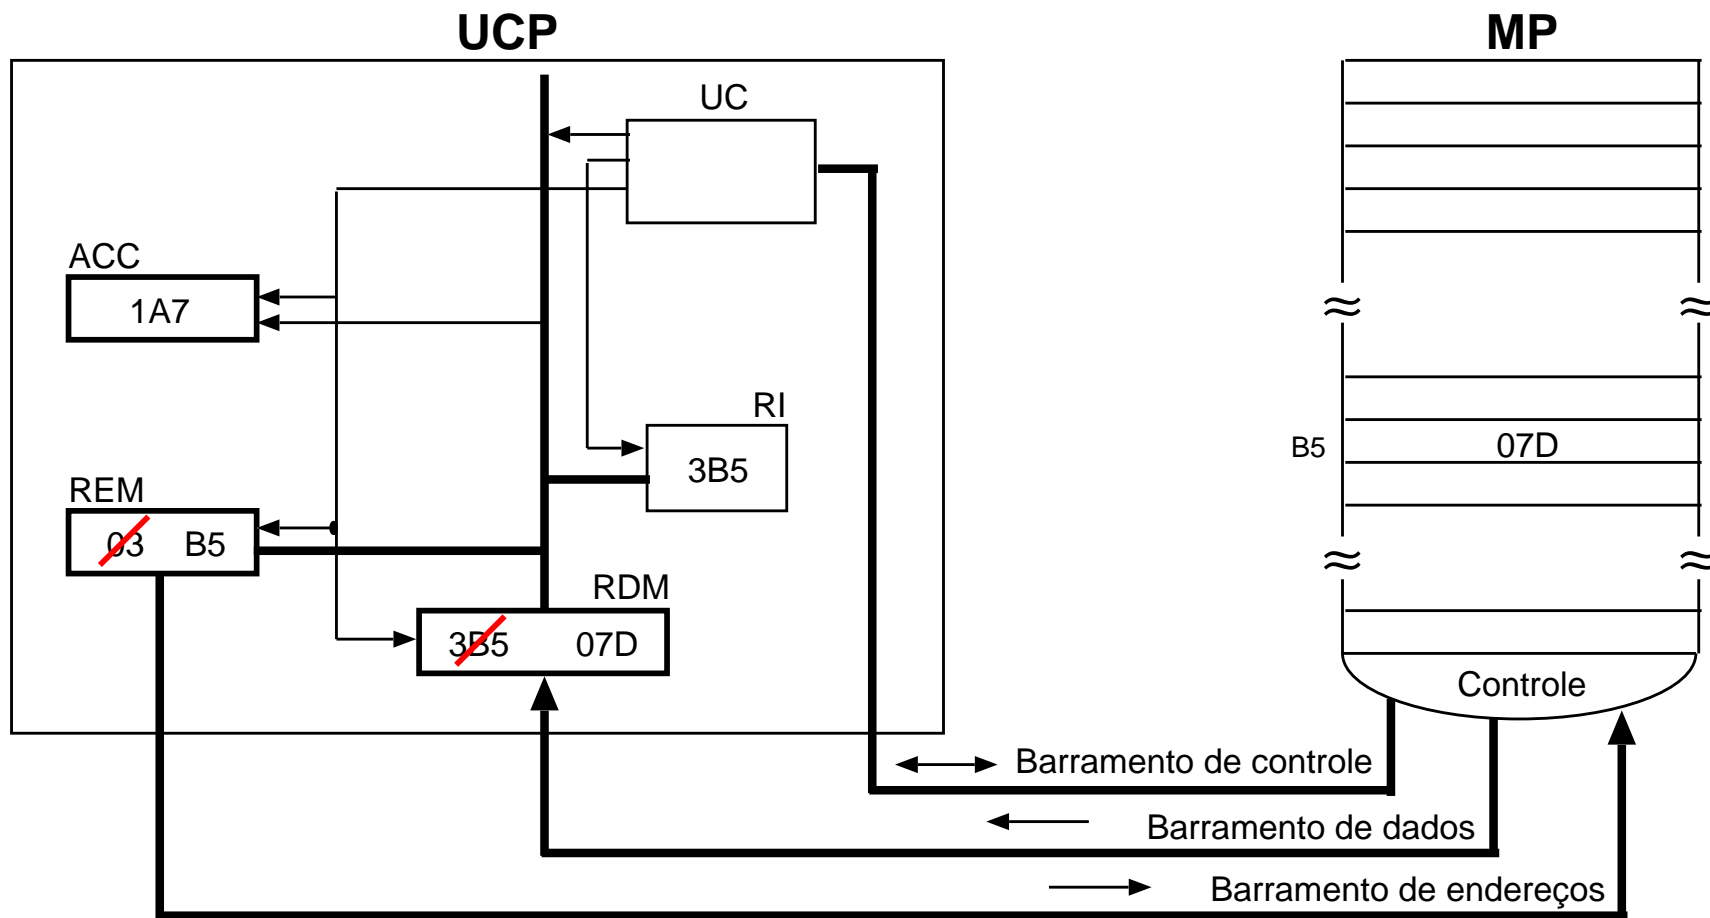 UCP
MP
UC
ACC
1A7
RI
3B5
B5 07D
REM
03 B5
RDM
3B5 07D
Controle
Barramento de controle
Barramento de dados
Barramento de endereços